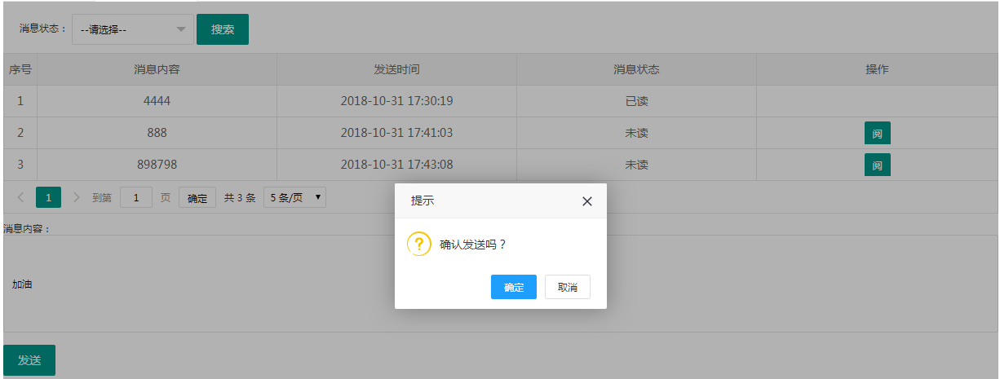 消息状态： --请选择-- 搜索
序号 消息内容 发送时间 消息状态 操作
1 4444 2018-10-31 17:30:19 已读
2 888 2018-10-31 17:41:03 未读 阅
3 898798 2018-10-31 17:43:08 未读 阅
1 到第 1 页 确定 共 3 条 5 条/页
提示
消息内容：
确认发送吗？
加油
确定 取消
发送